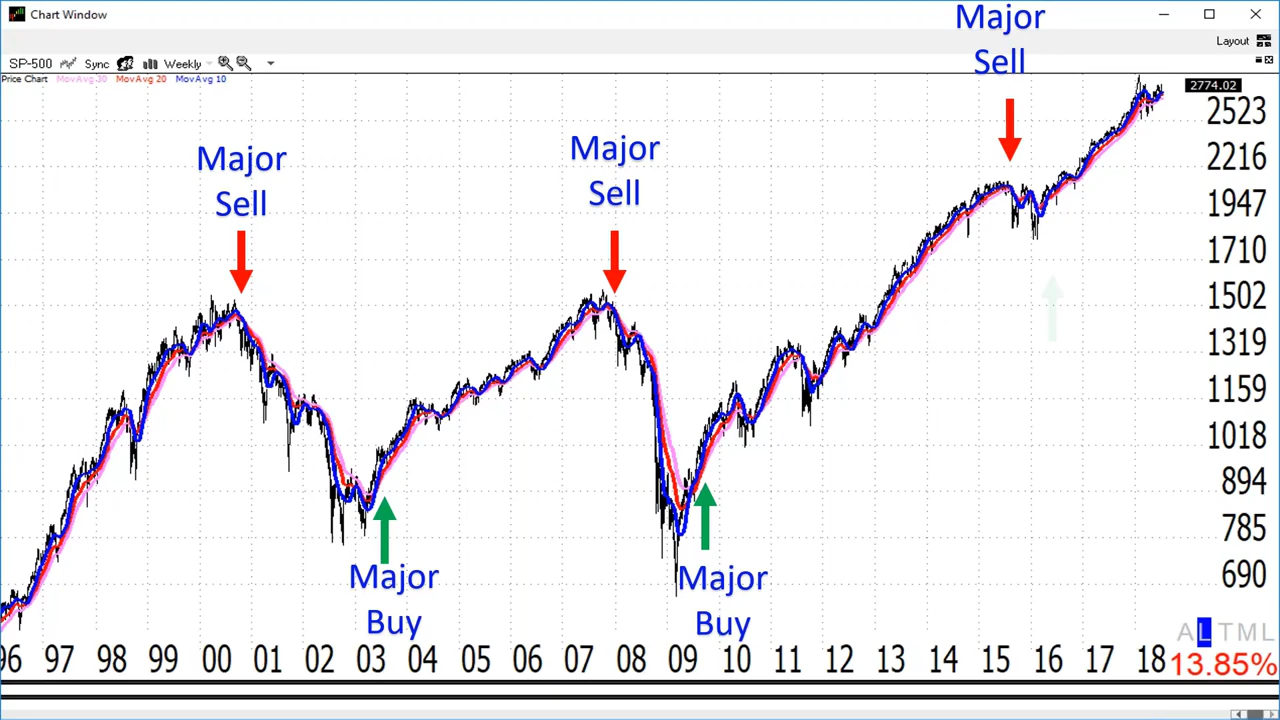 Chart Window
Major
Sell
Layout
SP-500 Sync Weekly
Price Chart MovAvg 30 MovAvg 20 MovAvg 10
2774.02
2523
Major
Sell
Major
Sell
2216
1947
1710
1502
1319
1159
1018
894
785
690
Major
Buy
Major
Buy
A L T M L
96 97 98 99 00 01 02 03 04 05 06 07 08 09 10 11 12 13 14 15 16 17 18
13.85%